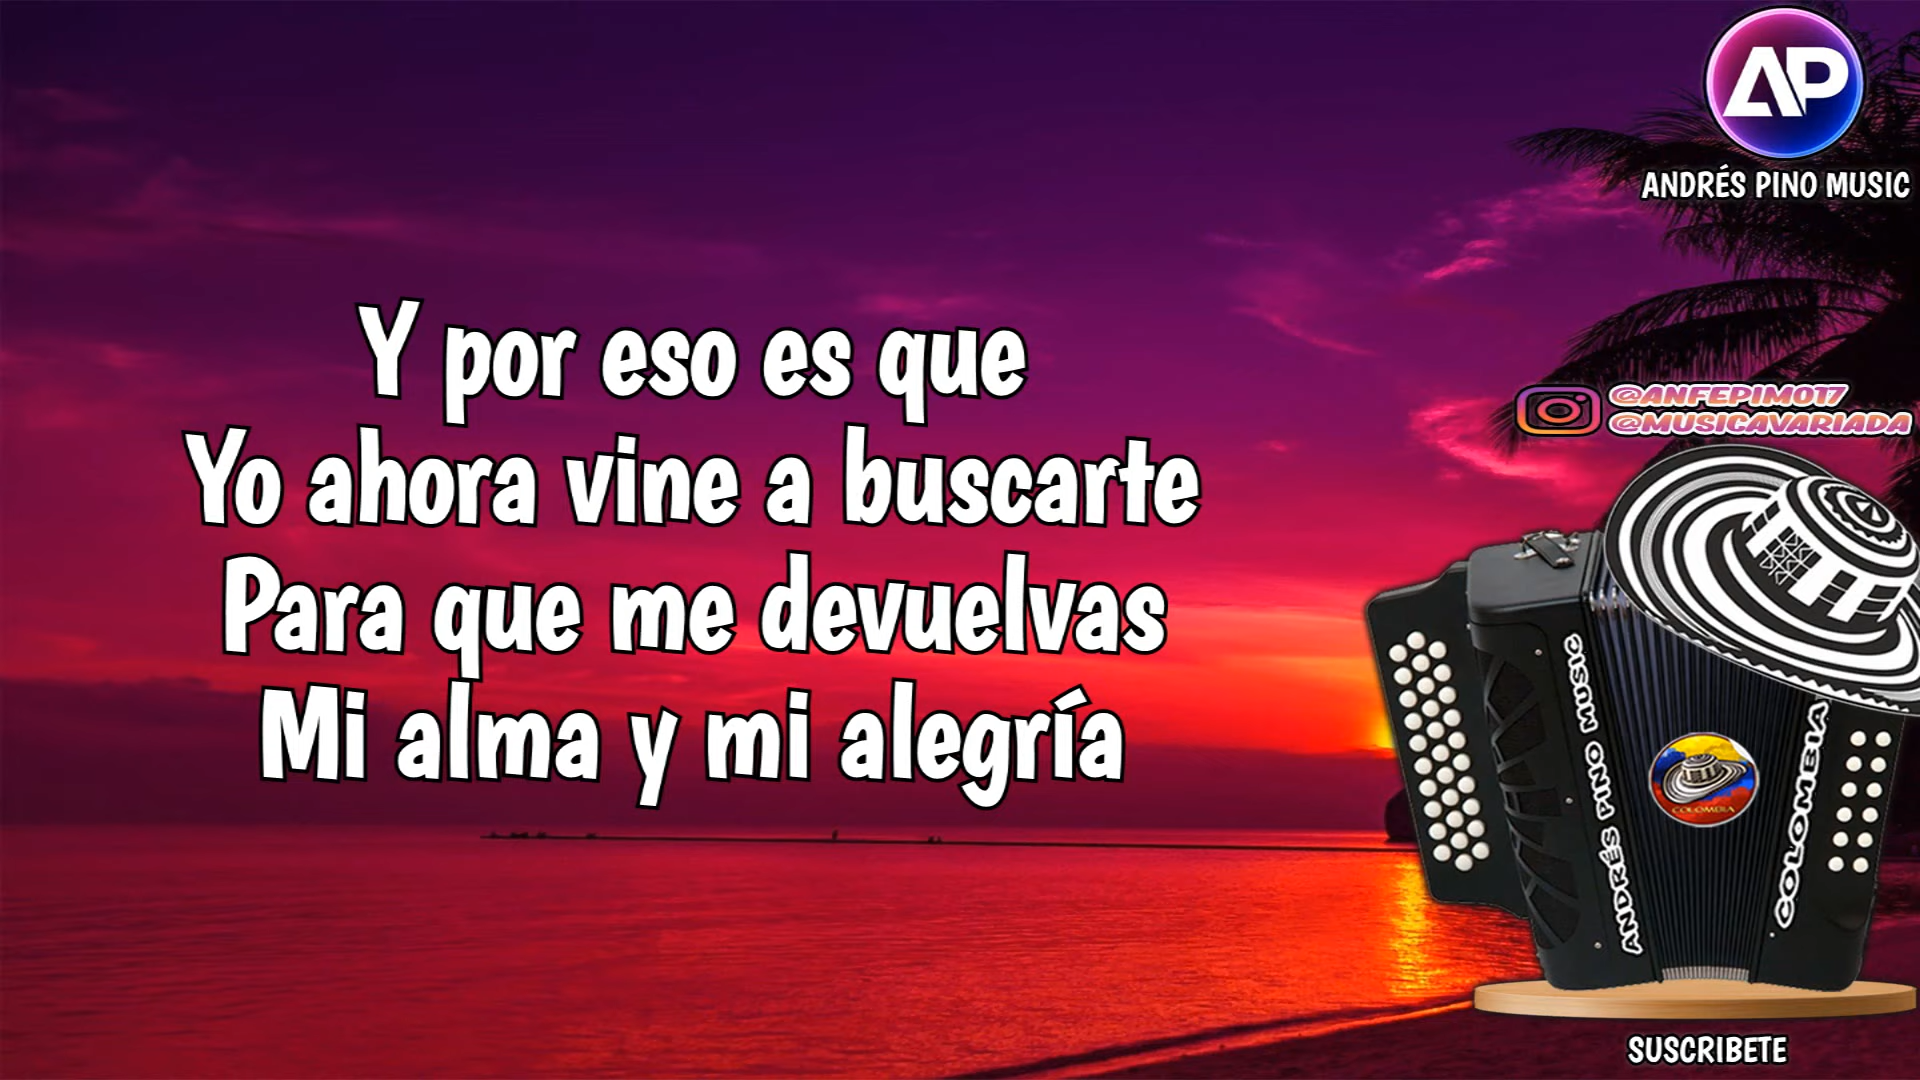 AP
ANDRÉS PINO MUSIC
Y por eso es que
Yo ahora vine a buscarte
Para que me devuelvas
Mi alma y mi alegría
@ANFEPIMO17
@MUSICAVARIADA
ANDRÉS PINO MUSIC
COLOMBIA
COLOMBIA
SUSCRIBETE